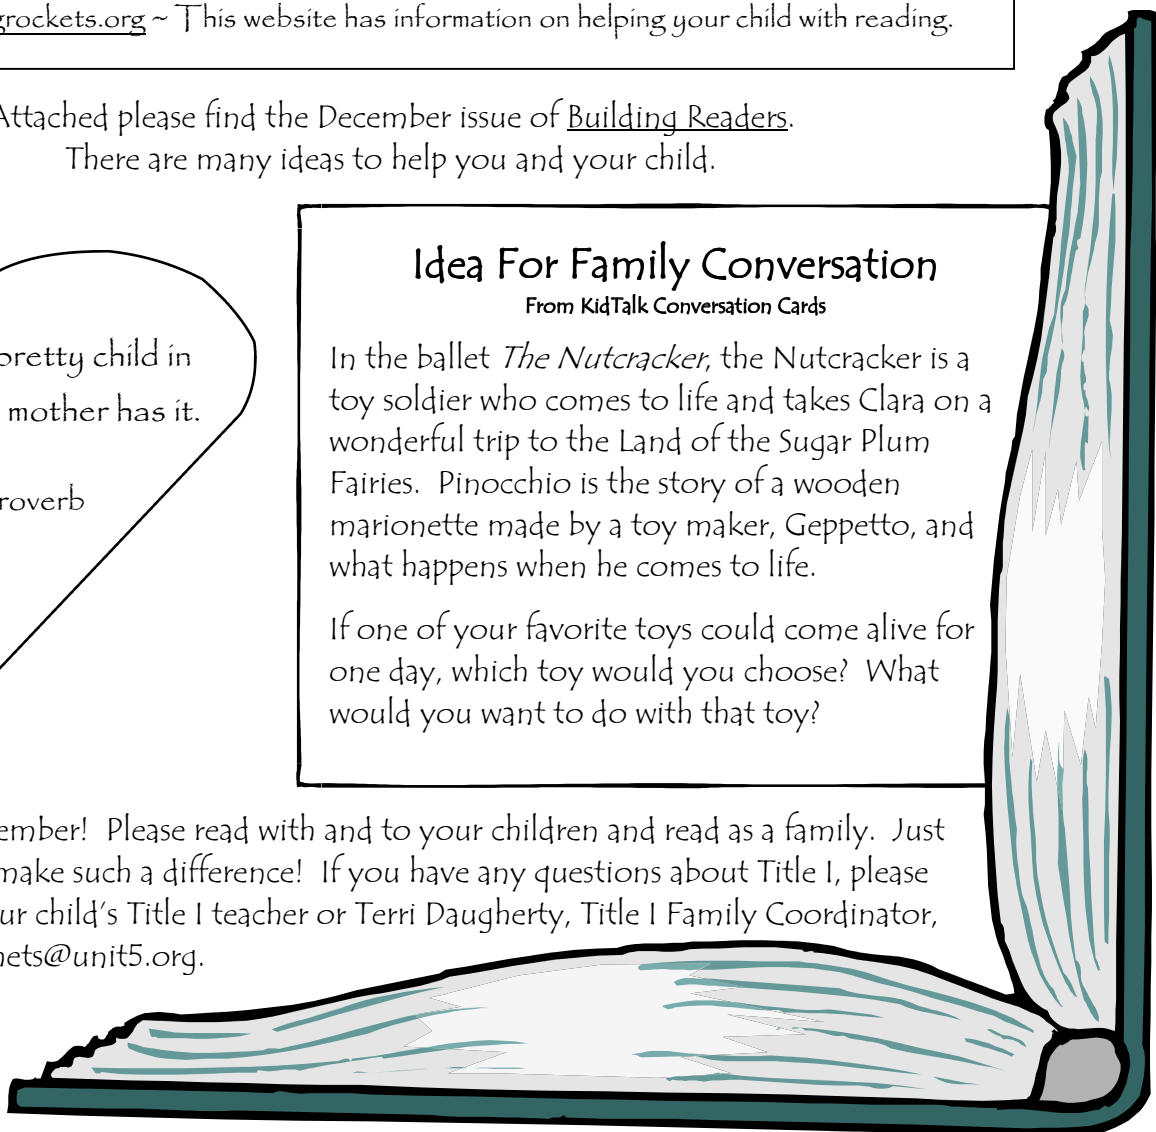 grockets.org ~ This website has information on helping your child with reading.
Attached please find the December issue of Building Readers.
There are many ideas to help you and your child.
pretty child in
mother has it.
roverb
Idea For Family Conversation
From KidTalk Conversation Cards
In the ballet The Nutcracker, the Nutcracker is a
toy soldier who comes to life and takes Clara on a
wonderful trip to the Land of the Sugar Plum
Fairies.  Pinocchio is the story of a wooden
marionette made by a toy maker, Geppetto, and
what happens when he comes to life.
If one of your favorite toys could come alive for
one day, which toy would you choose?  What
would you want to do with that toy?
ember!  Please read with and to your children and read as a family.  Just
make such a difference!  If you have any questions about Title I, please
ur child's Title I teacher or Terri Daugherty, Title I Family Coordinator,
nets@unit5.org.